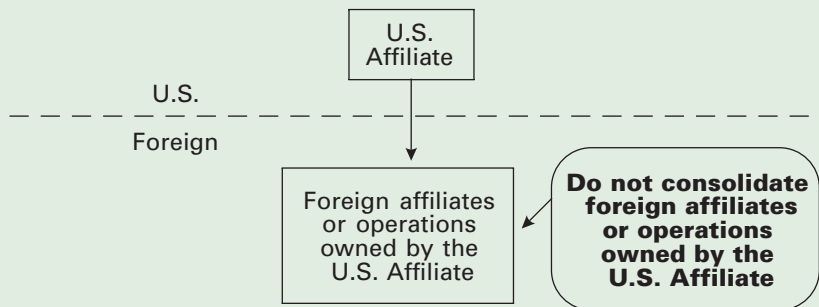 U.S.
Affiliate
U.S.
Foreign
Foreign affiliates
or operations
owned by the
U.S. Affiliate
Do not consolidate
foreign affiliates
or operations
owned by the
U.S. Affiliate